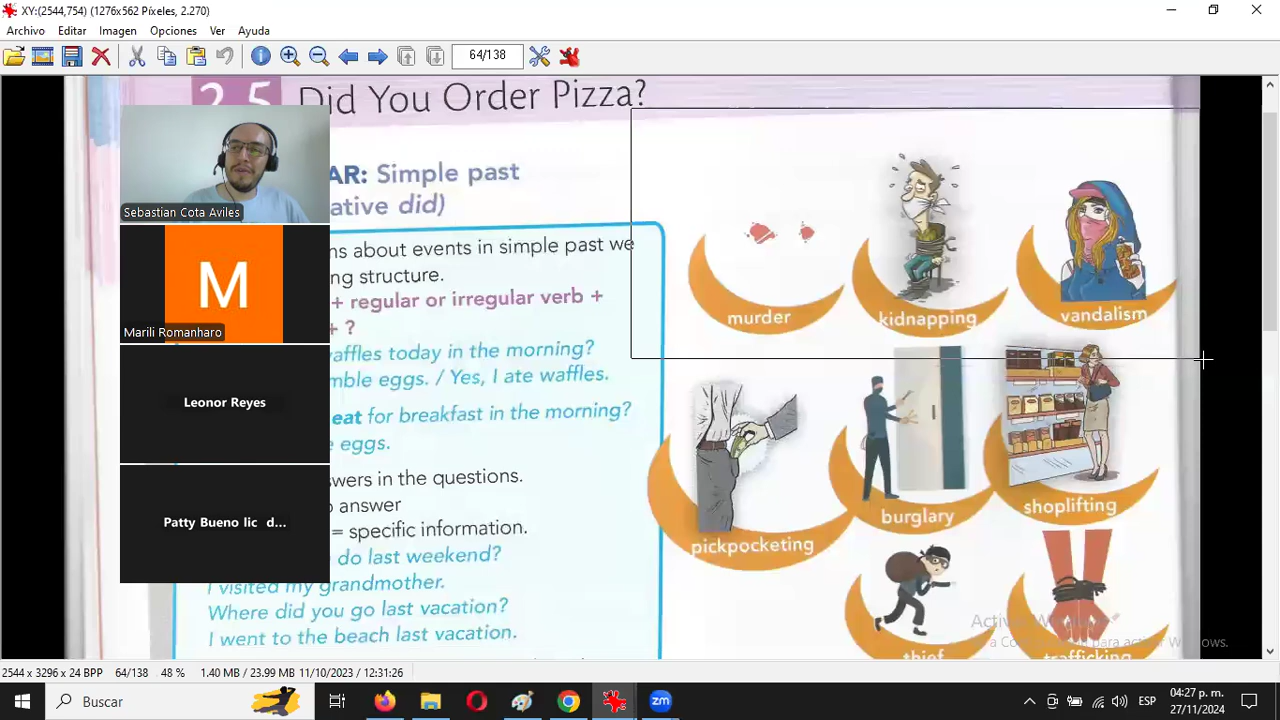 XY:(2544,754) (1276x562 Píxeles, 2.270)
Archivo Editar Imagen Opciones Ver Ayuda
64/138
2.5 Did You Order Pizza?
AR: Simple past
ative did)
ns about events in simple past we
ng structure.
+ regular or irregular verb +
+ ?
affles today in the morning?
mble eggs. / Yes, I ate waffles.
eat for breakfast in the morning?
eggs.
swers in the questions.
answer
= specific information.
do last weekend?
I visited my grandmother.
Where did you go last vacation?
I went to the beach last vacation.
murder
kidnapping
vandalism
pickpocketing
burglary
shoplifting
thief
trafficking
Sebastian Cota Aviles
M
Marili Romanharo
Leonor Reyes
Patty Bueno lic d...
2544 x 3296 x 24 BPP 64/138 48 % 1.40 MB / 23.99 MB 11/10/2023 / 12:31:26
Buscar
zm
ESP
04:27 p. m.
27/11/2024